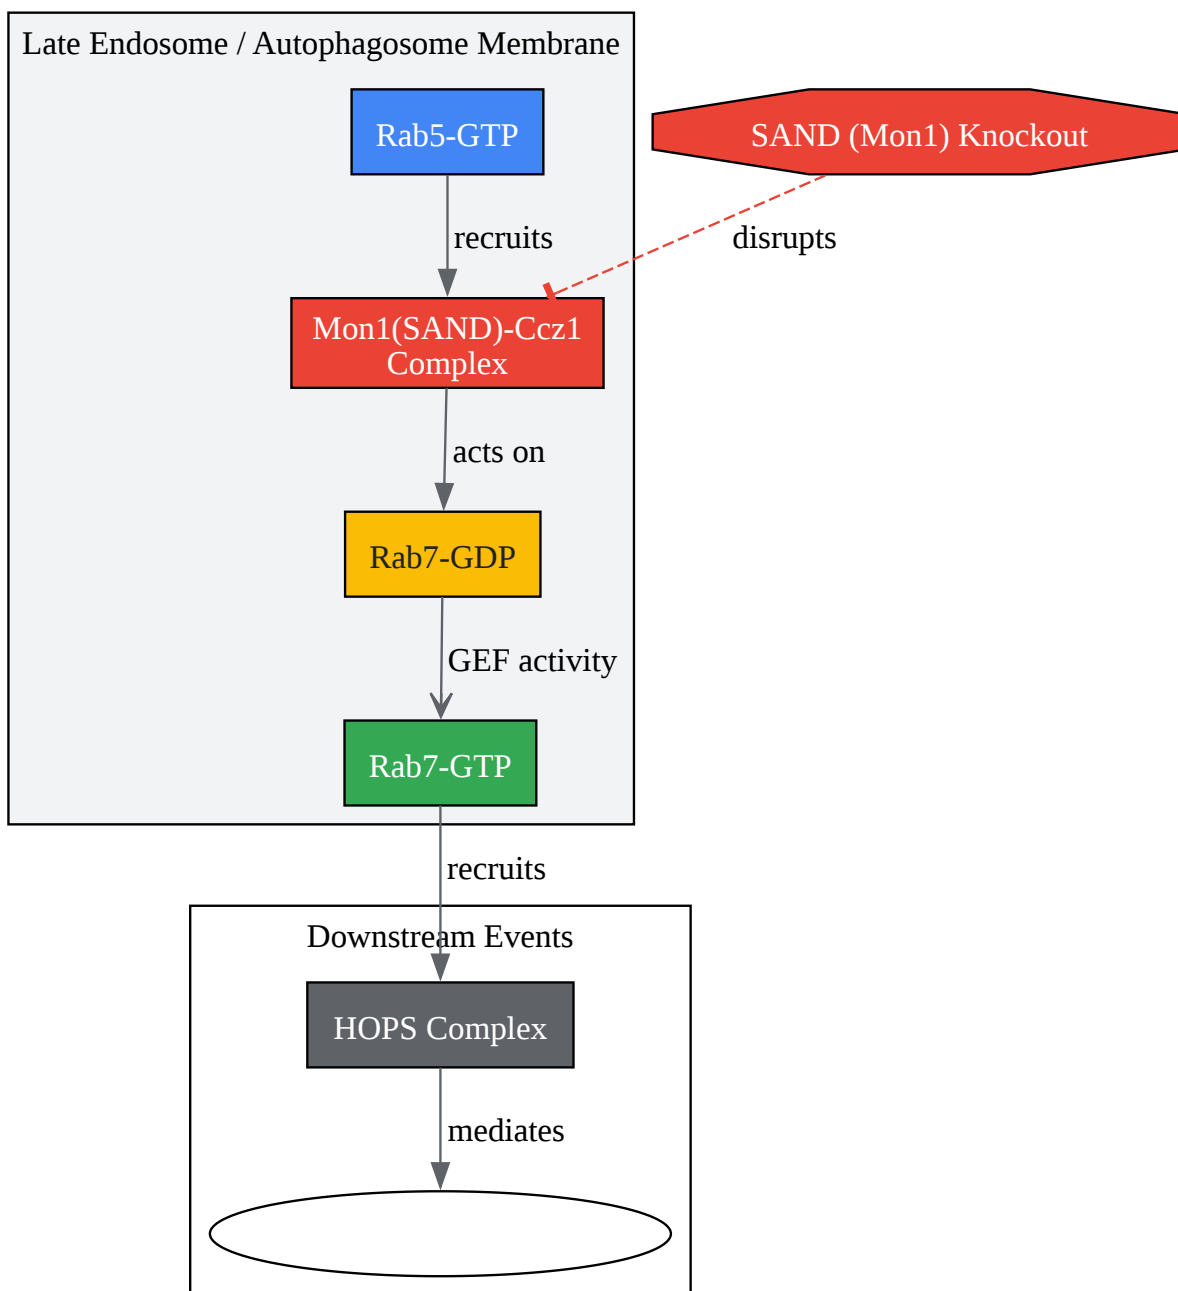 Late Endosome / Autophagosome Membrane
Rab5-GTP
SAND (Mon1) Knockout
recruits
disrupts
Mon1(SAND)-Ccz1
Complex
acts on
Rab7-GDP
GEF activity
Rab7-GTP
recruits
Downstream Events
HOPS Complex
mediates